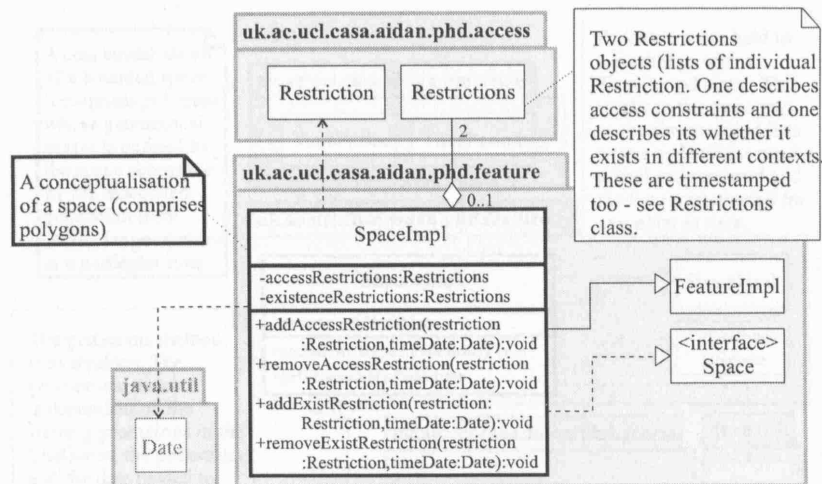 uk.ac.ucl.casa.aidan.phd.access
Restriction
Restrictions
2
Two Restrictions
objects (lists of individual
Restriction. One describes
access constraints and one
describes its whether it
exists in different contexts.
These are timestamped
too - see Restrictions
class.
A conceptualisation
of a space (comprises
polygons)
uk.ac.ucl.casa.aidan.phd.feature
0..1
SpaceImpl
-accessRestrictions:Restrictions
-existenceRestrictions:Restrictions
+addAccessRestriction(restriction
:Restriction,timeDate:Date):void
+removeAccessRestriction(restriction
:Restriction,timeDate:Date):void
+addExistRestriction(restriction:
Restriction,timeDate:Date):void
+removeExistRestriction(restriction
:Restriction,timeDate:Date):void
FeatureImpl
<interface>
Space
java.util
Date